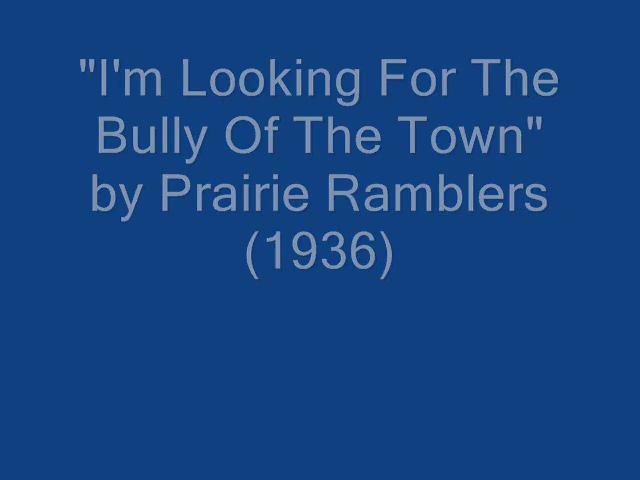 "I'm Looking For The
Bully Of The Town"
by Prairie Ramblers
(1936)